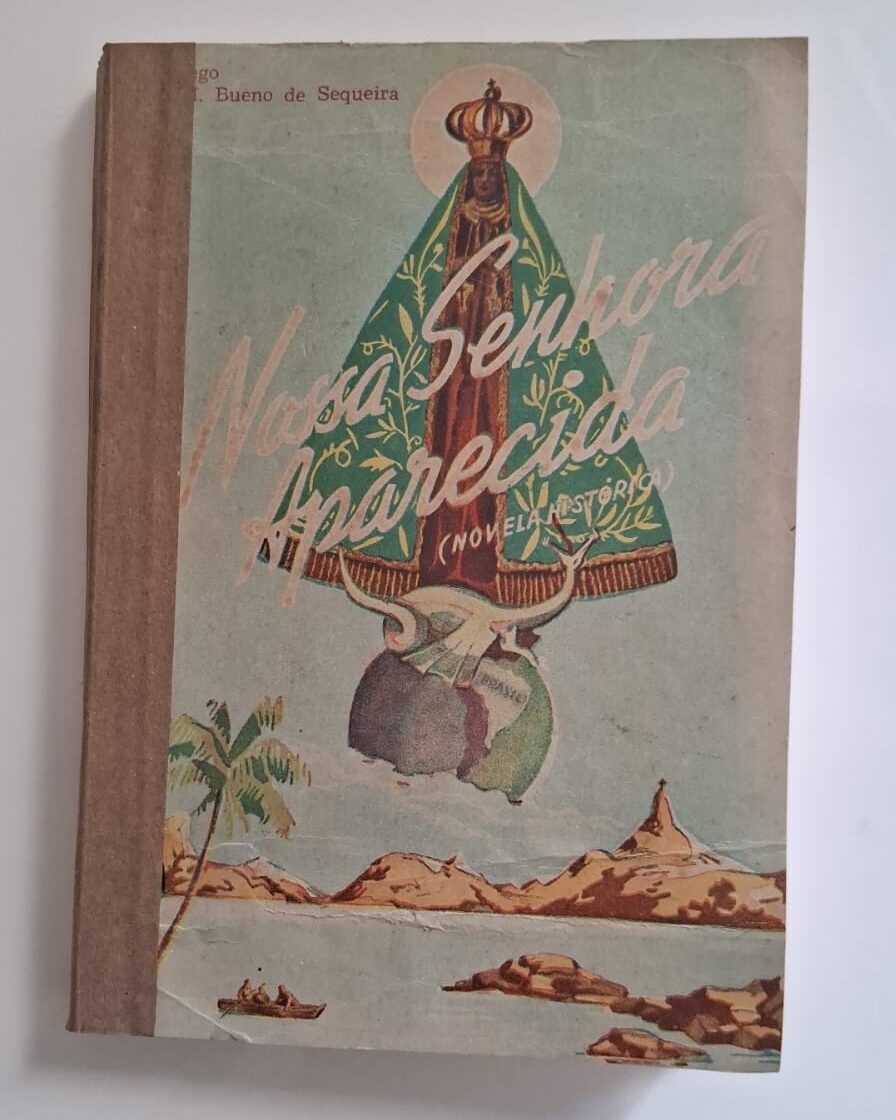 Bueno de Sequeira
Nossa Senhora
Aparecida
(NOVELA HISTÓRICA)
BRASIL